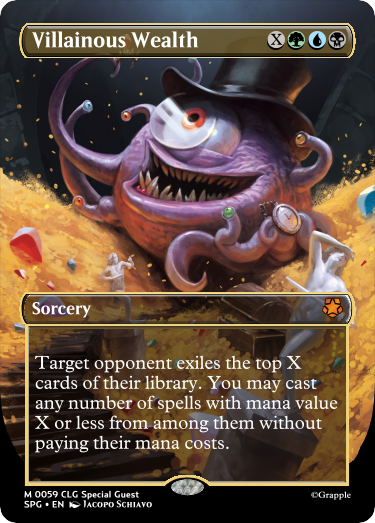 Villainous Wealth X
Sorcery
Target opponent exiles the top X
cards of their library. You may cast
any number of spells with mana value
X or less from among them without
paying their mana costs.
M 0059 CLG Special Guest
SPG • EN Jacopo Schiavo
©Grapple